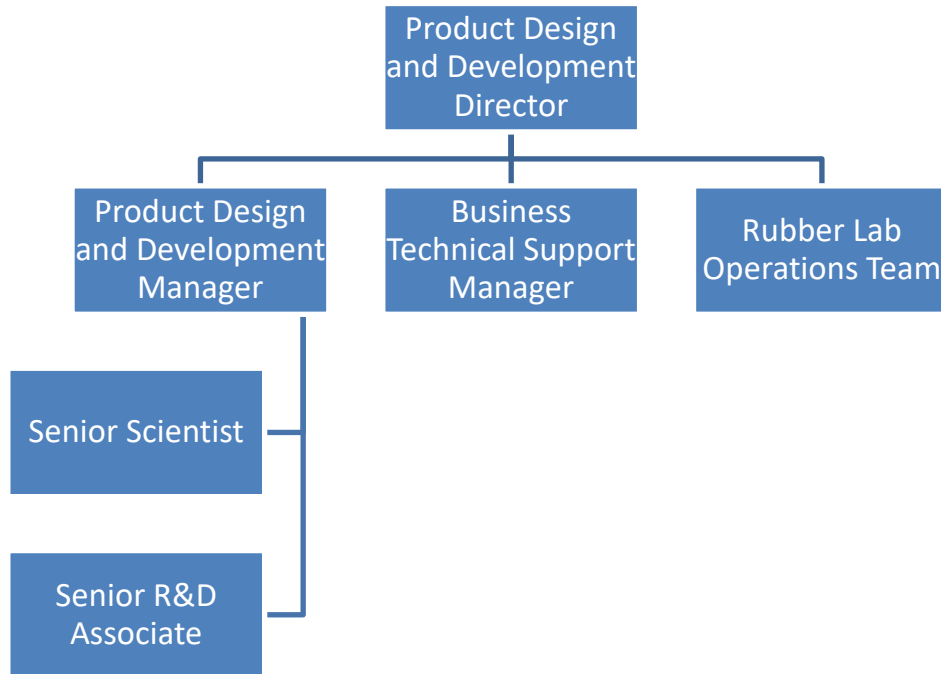 Product Design
and Development
Director
Product Design
and Development
Manager
Business
Technical Support
Manager
Rubber Lab
Operations Team
Senior Scientist
Senior R&D
Associate